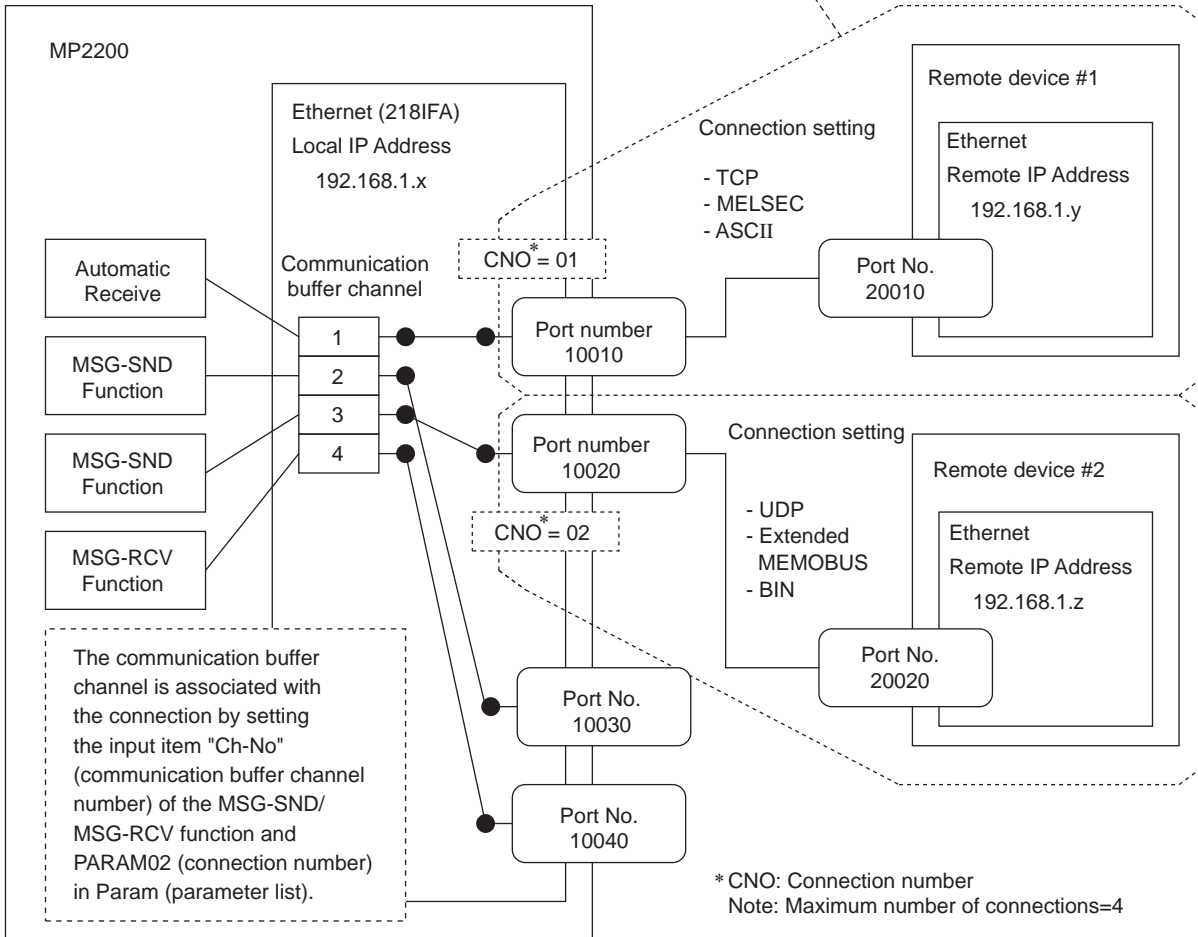 MP2200
Ethernet (218IFA)
Local IP Address
192.168.1.x
Automatic
Receive
MSG-SND
Function
MSG-SND
Function
MSG-RCV
Function
Communication
buffer channel
1
2
3
4
CNO* = 01
Port number
10010
Port number
10020
CNO* = 02
Port No.
10030
Port No.
10040
The communication buffer
channel is associated with
the connection by setting
the input item "Ch-No"
(communication buffer channel
number) of the MSG-SND/
MSG-RCV function and
PARAM02 (connection number)
in Param (parameter list).
Connection setting
- TCP
- MELSEC
- ASCII
Remote device #1
Ethernet
Remote IP Address
192.168.1.y
Port No.
20010
Connection setting
- UDP
- Extended
MEMOBUS
- BIN
Remote device #2
Ethernet
Remote IP Address
192.168.1.z
Port No.
20020
* CNO: Connection number
Note: Maximum number of connections=4